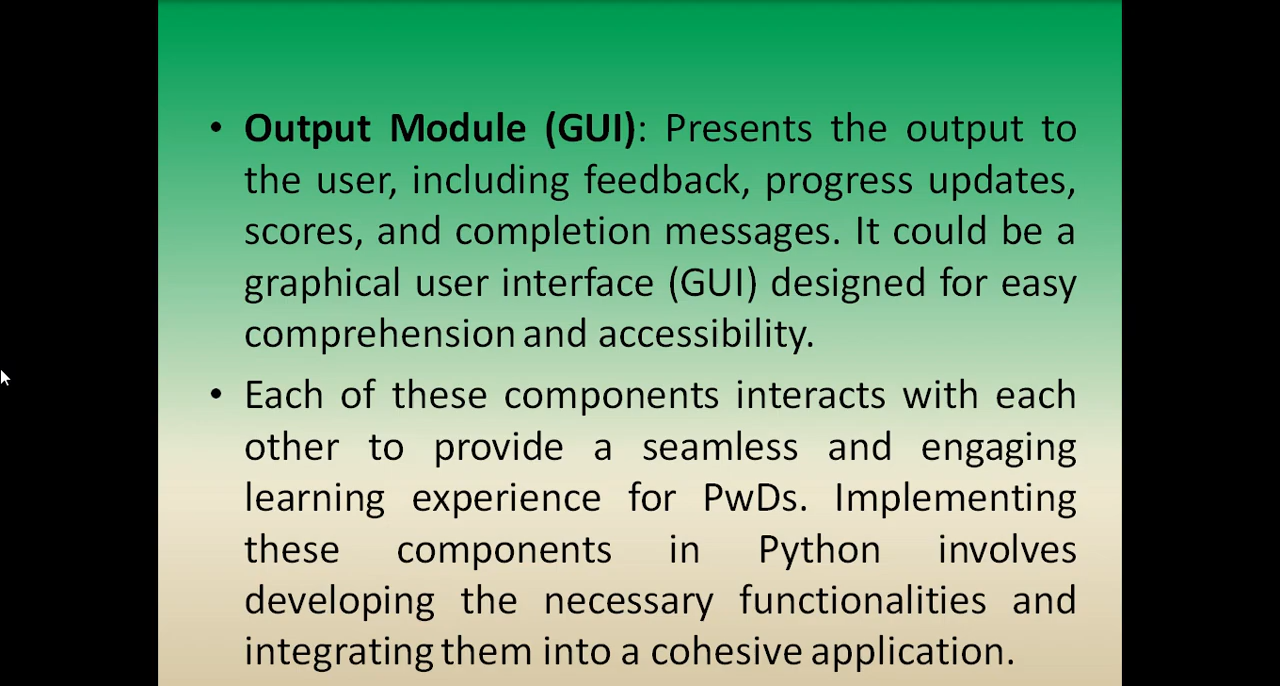 • Output Module (GUI): Presents the output to
the user, including feedback, progress updates,
scores, and completion messages. It could be a
graphical user interface (GUI) designed for easy
comprehension and accessibility.
• Each of these components interacts with each
other to provide a seamless and engaging
learning experience for PwDs. Implementing
these components in Python involves
developing the necessary functionalities and
integrating them into a cohesive application.